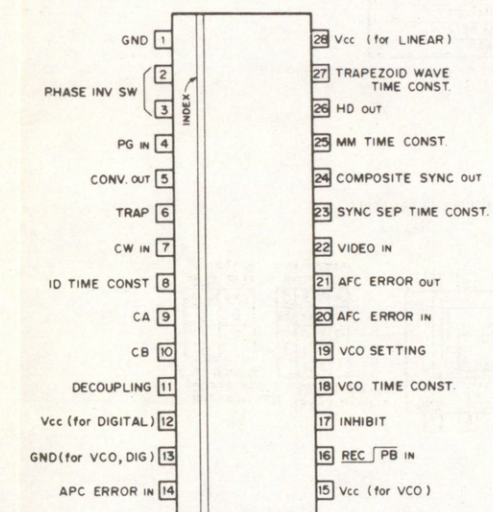 GND 1
2
PHASE INV SW
3
PG IN 4
CONV. OUT 5
TRAP 6
CW IN 7
ID TIME CONST 8
CA 9
CB 10
DECOUPLING 11
Vcc (for DIGITAL) 12
GND (for VCO, DIG) 13
APC ERROR IN 14
INDEX
28 Vcc (for LINEAR)
27 TRAPEZOID WAVE
TIME CONST.
26 HD OUT
25 MM TIME CONST.
24 COMPOSITE SYNC OUT
23 SYNC SEP TIME CONST.
22 VIDEO IN
21 AFC ERROR OUT
20 AFC ERROR IN
19 VCO SETTING
18 VCO TIME CONST.
17 INHIBIT
16 REC PB IN
15 Vcc (for VCO)